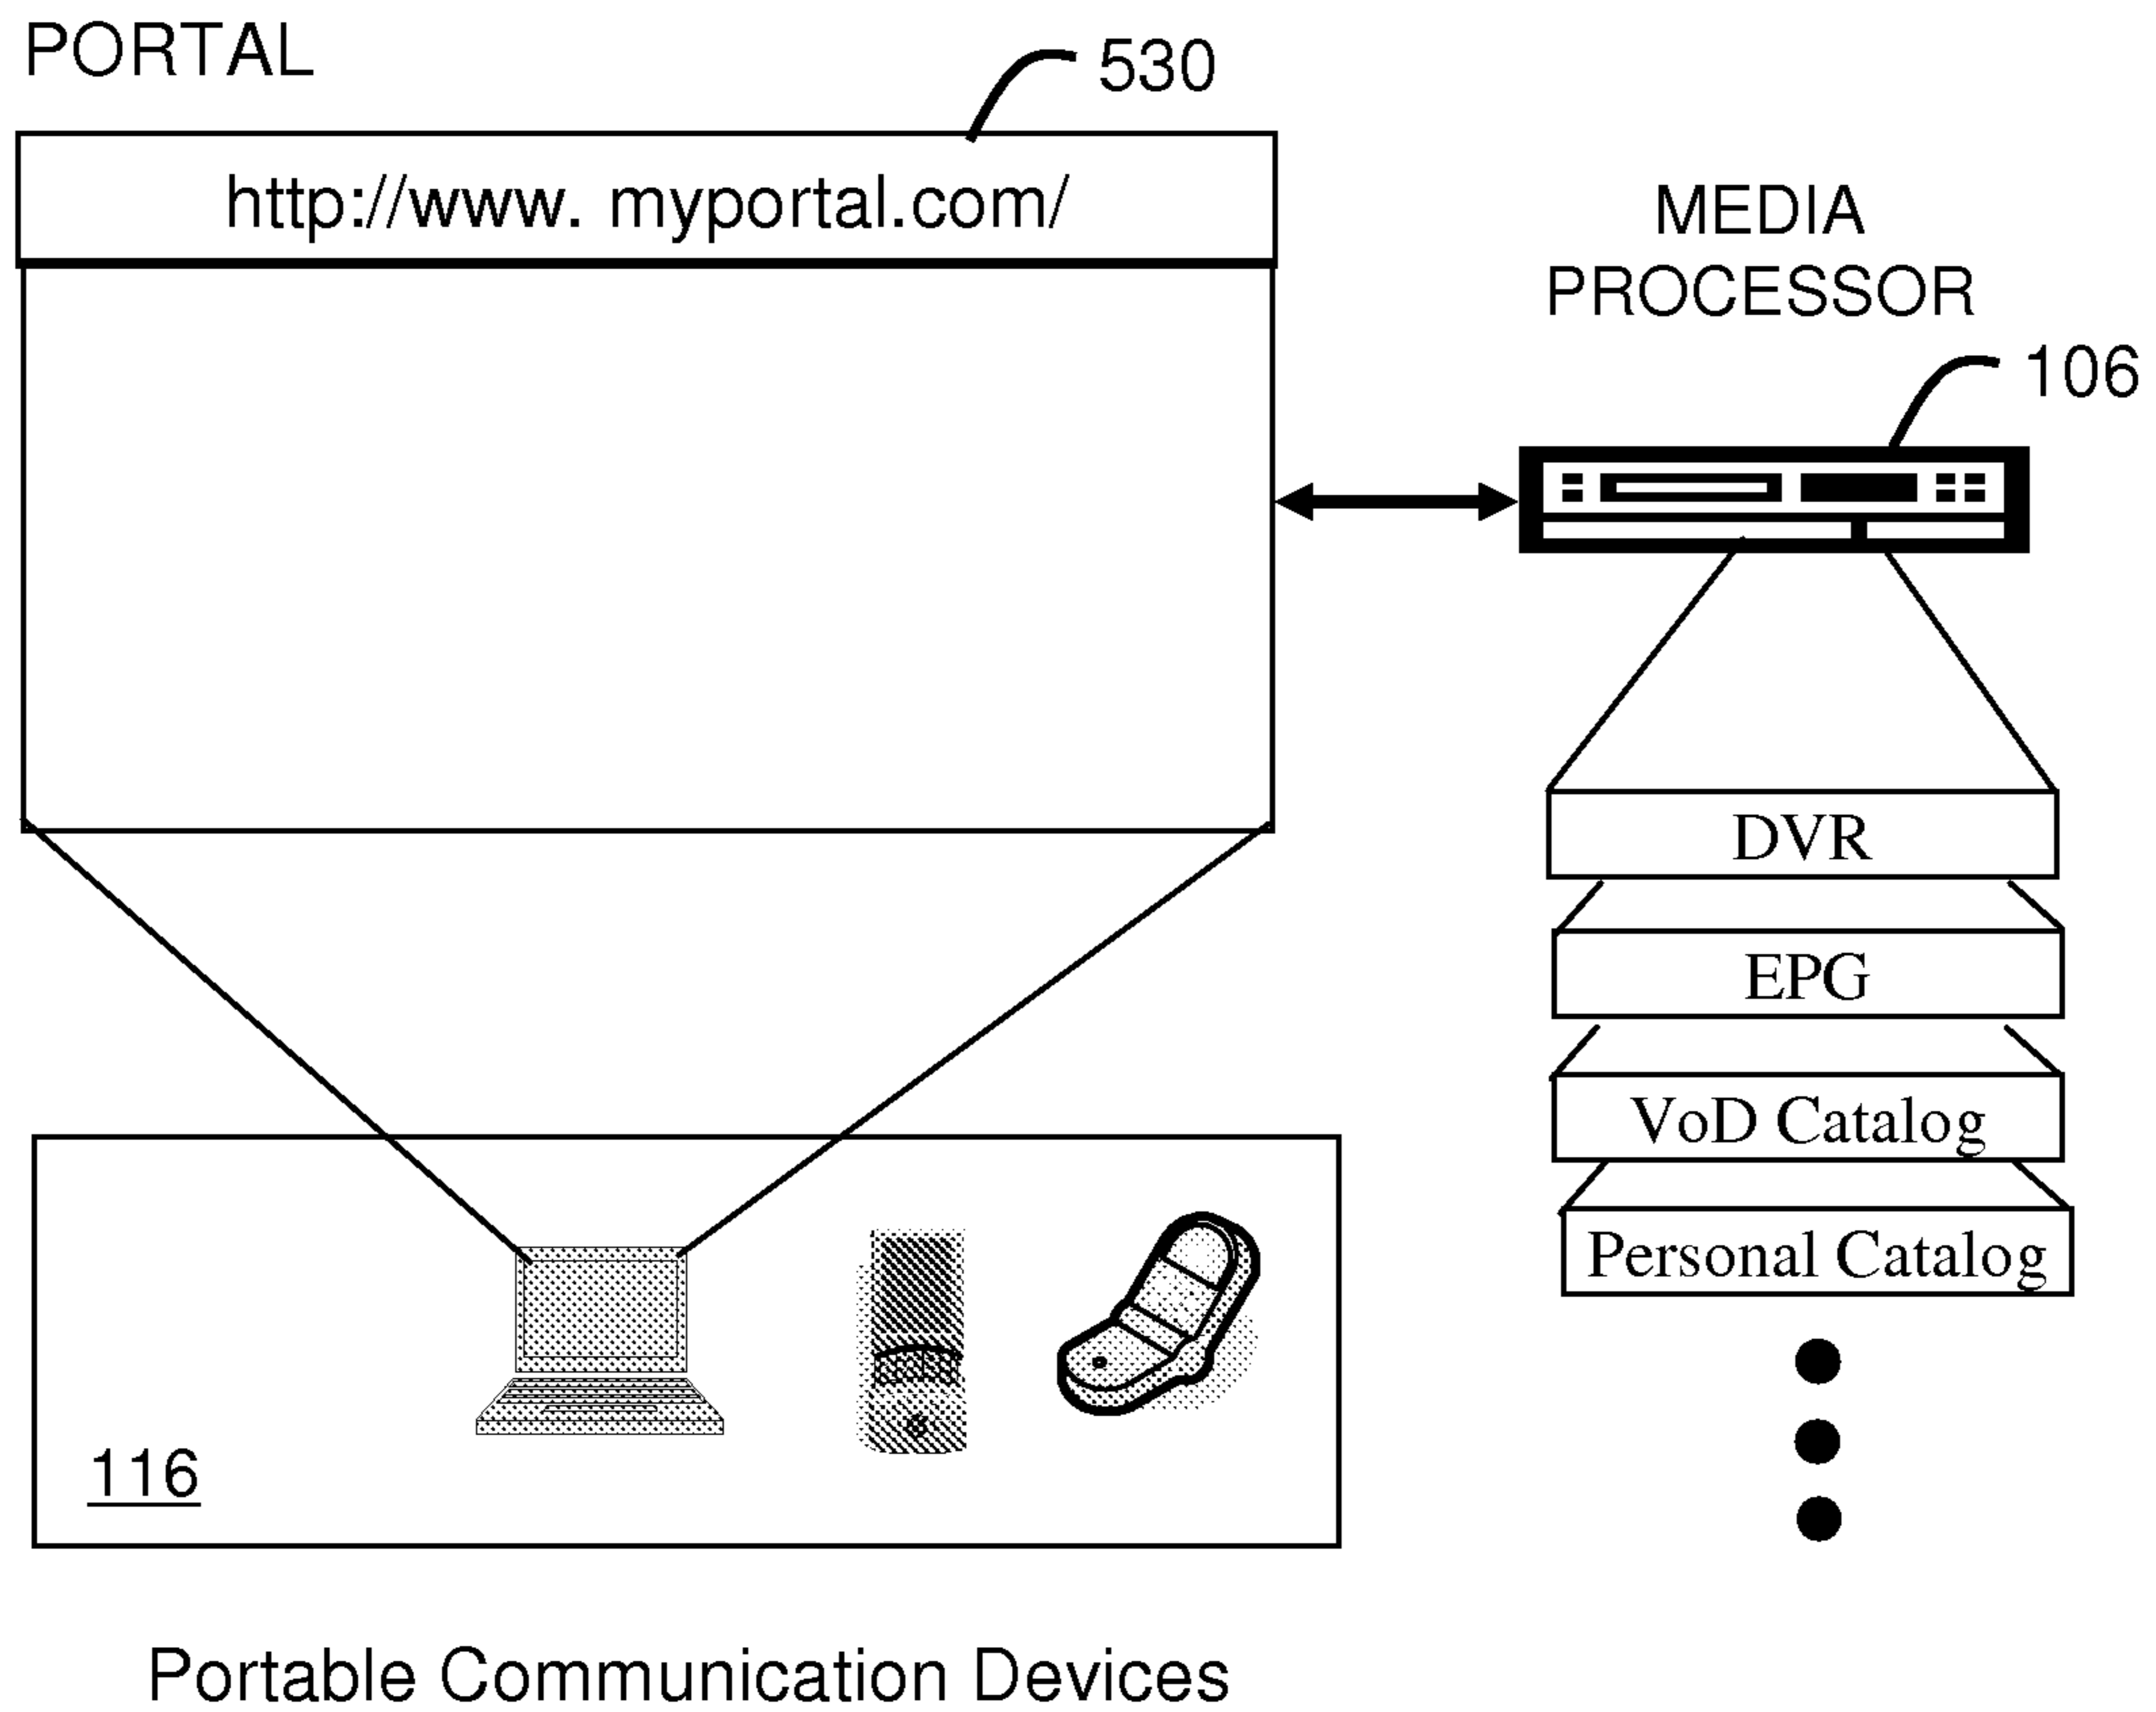 PORTAL
530
http://www. myportal.com/
MEDIA
PROCESSOR
106
DVR
EPG
VoD Catalog
Personal Catalog
116
Portable Communication Devices